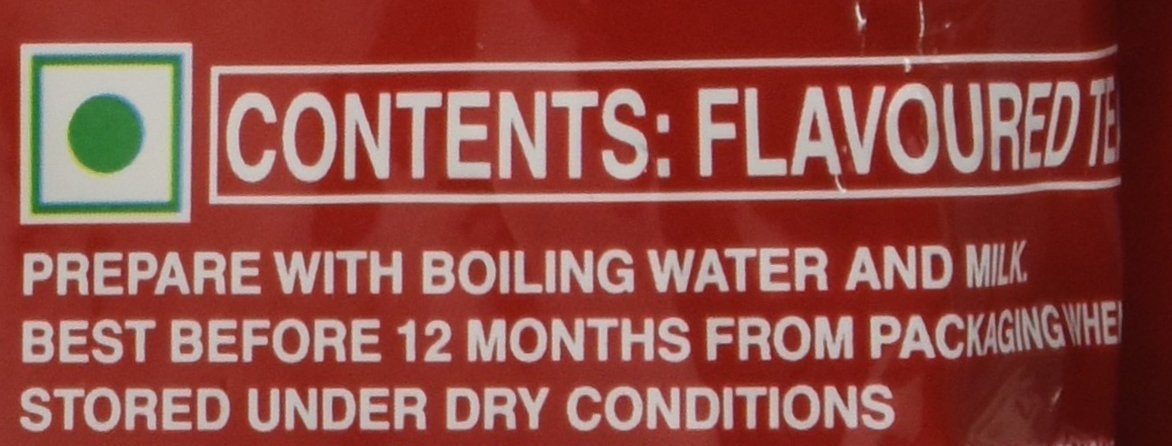 CONTENTS: FLAVOURED
PREPARE WITH BOILING WATER AND MILK.
BEST BEFORE 12 MONTHS FROM PACKAGING
STORED UNDER DRY CONDITIONS